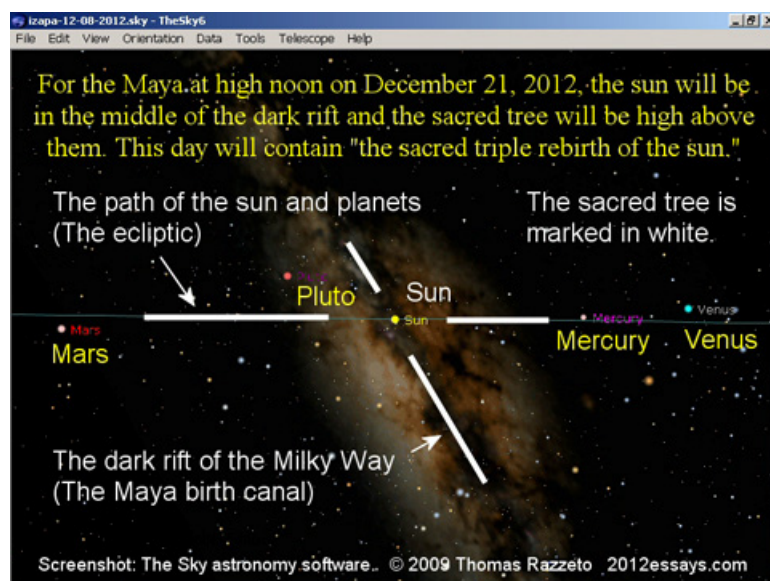 izapa-12-08-2012.sky - TheSky6
File Edit View Orientation Data Tools Telescope Help
For the Maya at high noon on December 21, 2012, the sun will be
in the middle of the dark rift and the sacred tree will be high above
them. This day will contain "the sacred triple rebirth of the sun."
The path of the sun and planets
(The ecliptic)
The sacred tree is
marked in white.
Pluto
Pluto
Sun
Sun
Mars
Mars
Mercury
Mercury
Venus
Venus
The dark rift of the Milky Way
(The Maya birth canal)
Screenshot: The Sky astronomy software. © 2009 Thomas Razzeto 2012essays.com